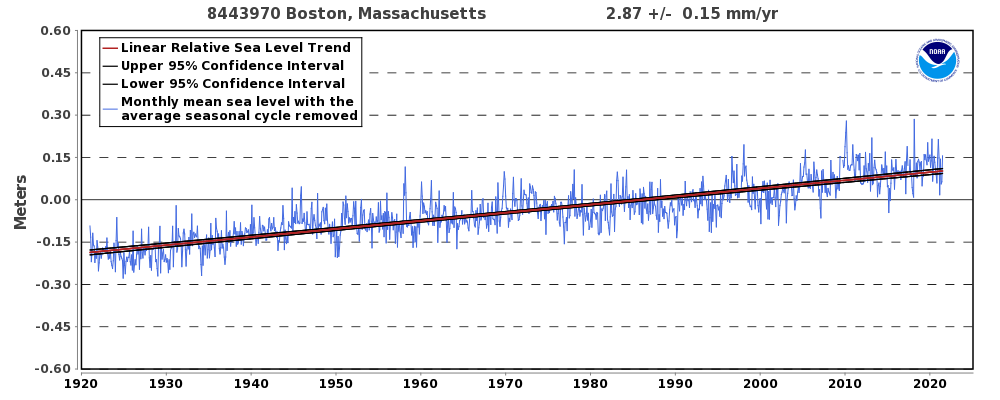 8443970 Boston, Massachusetts 2.87 +/- 0.15 mm/yr
0.60
Linear Relative Sea Level Trend
Upper 95% Confidence Interval
Lower 95% Confidence Interval
Monthly mean sea level with the
average seasonal cycle removed
NOAA
0.45
0.30
0.15
0.00
-0.15
-0.30
-0.45
-0.60
Meters
1920 1930 1940 1950 1960 1970 1980 1990 2000 2010 2020